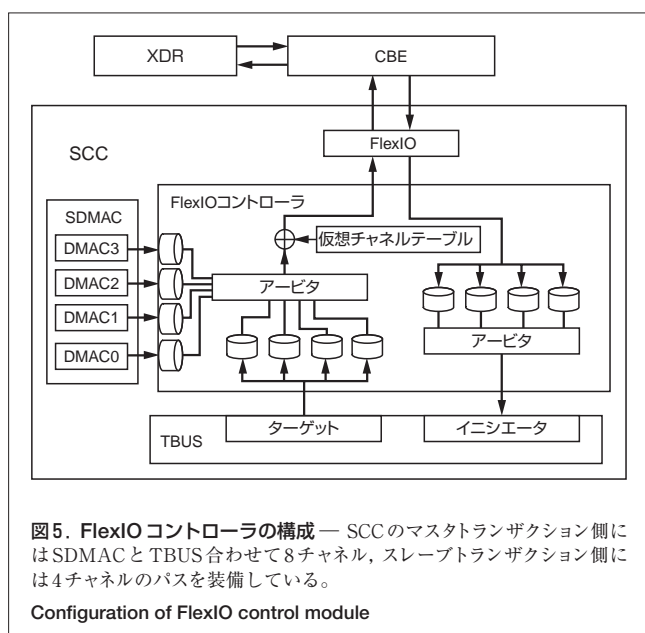 XDR
CBE
SCC
FlexIO
FlexIOコントローラ
SDMAC
DMAC3
DMAC2
DMAC1
DMAC0
仮想チャネルテーブル
アービタ
アービタ
ターゲット
イニシエータ
TBUS
図5. FlexIO コントローラの構成 — SCCのマスタトランザクション側に
はSDMACとTBUS合わせて8チャネル，スレーブトランザクション側に
は4チャネルのパスを装備している。
Configuration of FlexIO control module